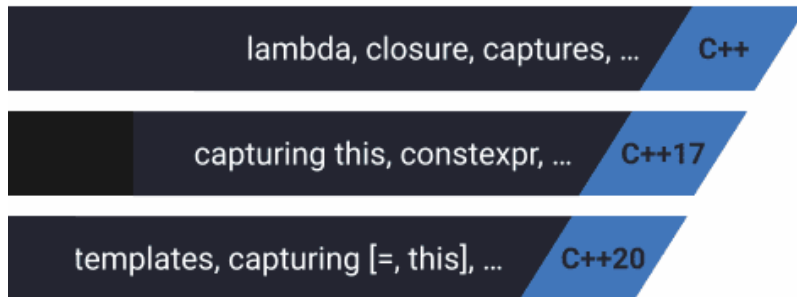 lambda, closure, captures, ... C++
capturing this, constexpr, ... C++17
templates, capturing [=, this], ... C++20